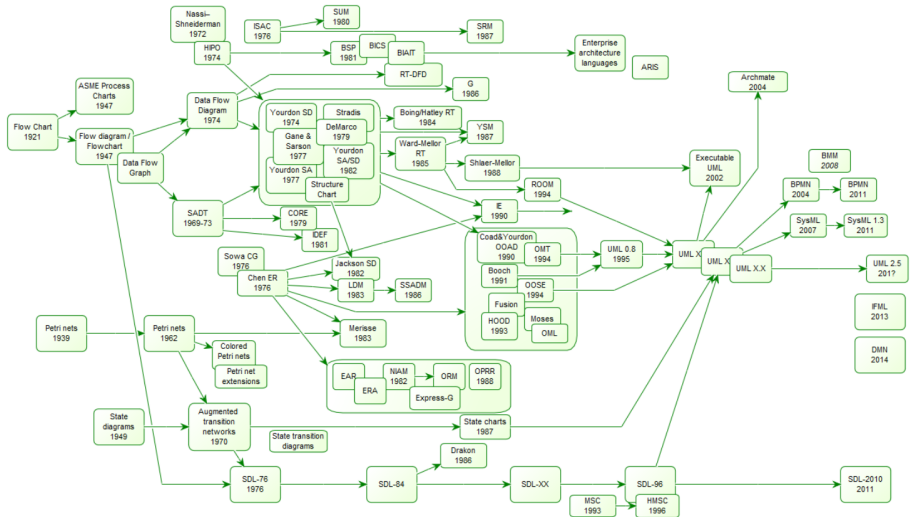 Nassi–
Shneiderman
1972
ISAC
1976
SUM
1980
SRM
1987
HIPO
1974
BSP
1981
BICS
BIAIT
Enterprise
architecture
languages
ARIS
RT-DFD
Archmate
2004
ASME Process
Charts
1947
G
1986
Data Flow
Diagram
1974
Flow Chart
1921
Flow diagram /
Flowchart
1947
Data Flow
Graph
Yourdon SD
1974
Stradis
DeMarco
1979
Gane &
Sarson
1977
Yourdon
SA/SD
1982
Yourdon SA
1977
Structure
Chart
Boing/Hatley RT
1984
YSM
1987
Ward-Mellor
RT
1985
Shlaer-Mellor
1988
Executable
UML
2002
BMM
2008
ROOM
1994
BPMN
2004
BPMN
2011
SADT
1969-73
CORE
1979
IDEF
1981
IE
1990
SysML
2007
SysML 1.3
2011
Sowa CG
1976
Chen ER
1976
Jackson SD
1982
LDM
1983
SSADM
1986
Coad&Yourdon
OOAD
1990
OMT
1994
UML 0.8
1995
UML X
UML X
UML X.X
UML 2.5
201?
Booch
1991
OOSE
1994
Fusion
HOOD
1993
Moses
OML
IFML
2013
DMN
2014
Petri nets
1939
Petri nets
1962
Merisse
1983
Colored
Petri nets
Petri net
extensions
EAR
ERA
NIAM
1982
ORM
OPRR
1988
Express-G
State
diagrams
1949
Augmented
transition
networks
1970
State transition
diagrams
State charts
1987
Drakon
1986
SDL-76
1976
SDL-84
SDL-XX
SDL-96
SDL-2010
2011
MSC
1993
HMSC
1996